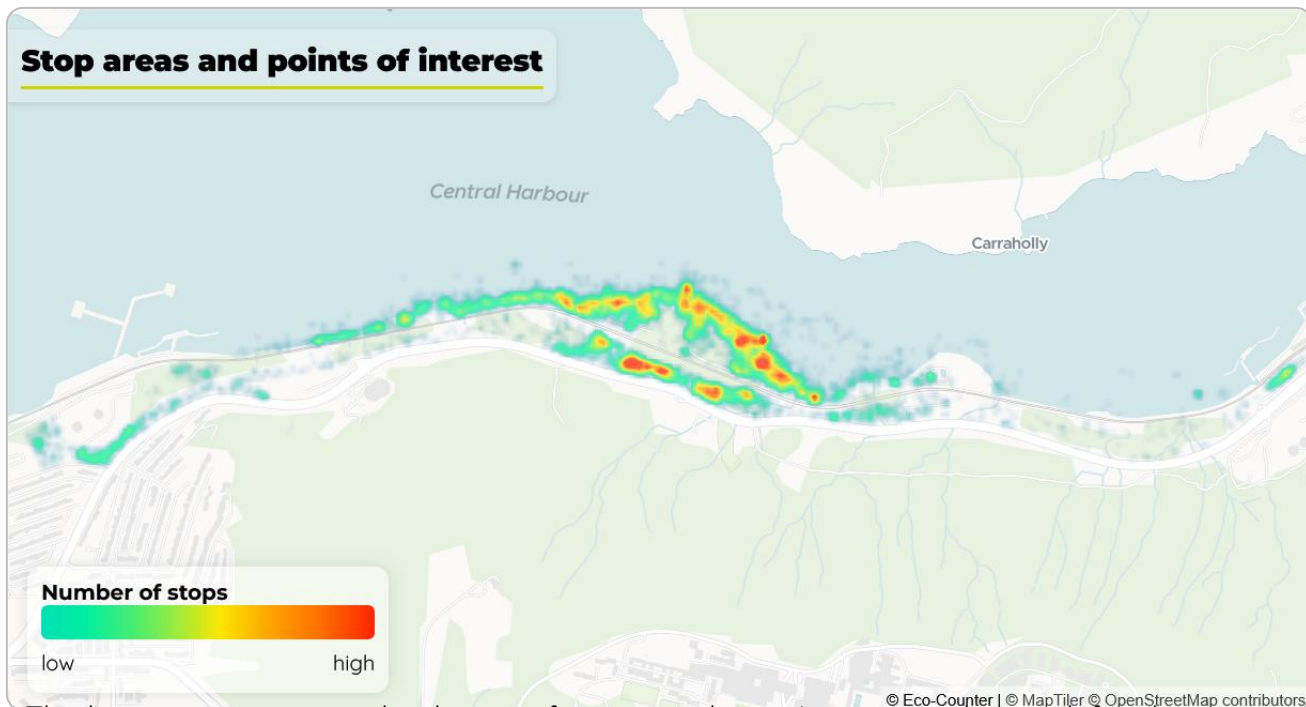 Stop areas and points of interest
Central Harbour
Carraholly
Number of stops
low high
© Eco-Counter | © MapTiler © OpenStreetMap contributors